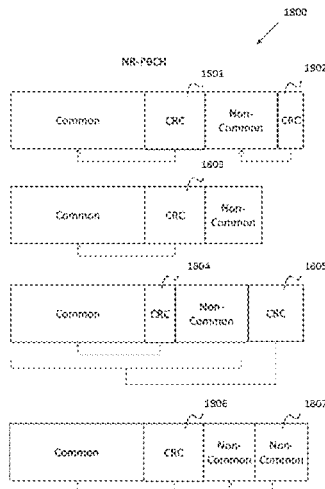 1800
NR-PBCH
1801
1802
Common
CRC
Non-
Common
CRC
1803
Common
CRC
Non-
Common
1804
1805
Common
CRC
Non-
Common
CRC
1806
1807
Common
CRC
Non-
Common
Non-
Common